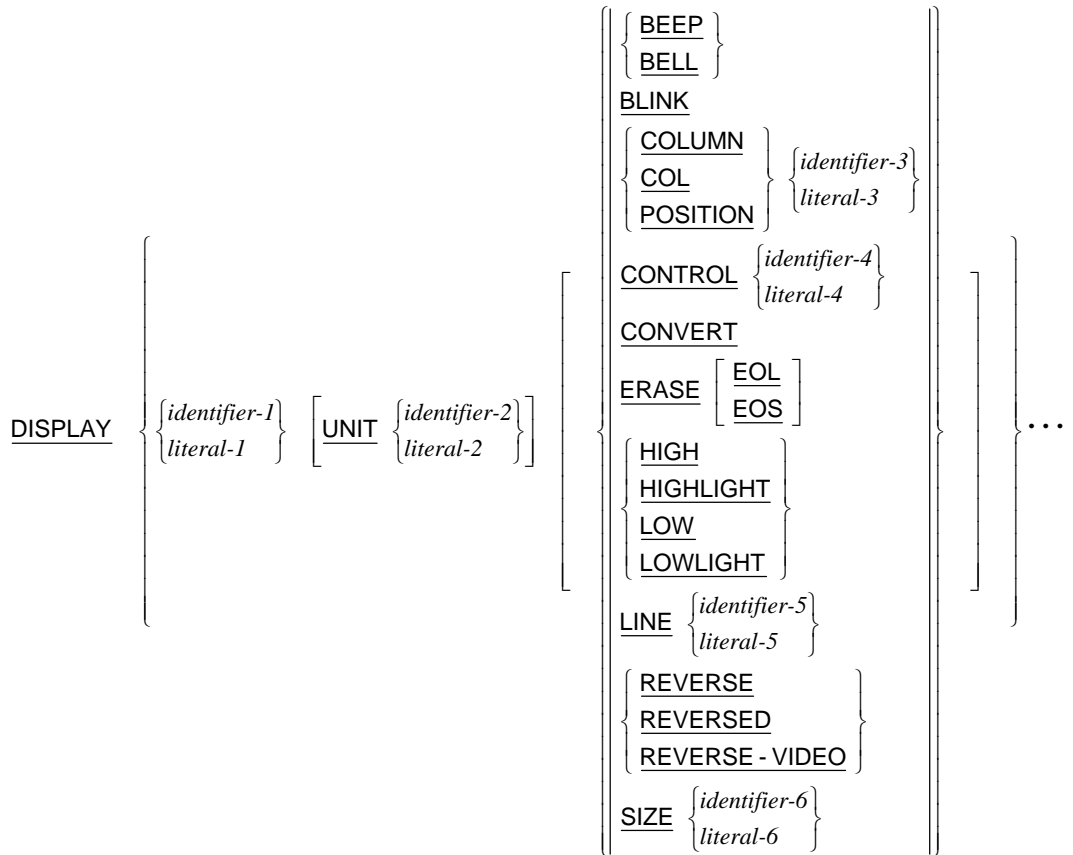 BEEP
BELL
BLINK
COLUMN
COL
POSITION
identifier-3
literal-3
CONTROL
identifier-4
literal-4
CONVERT
ERASE
EOL
EOS
DISPLAY
identifier-1
literal-1
UNIT
identifier-2
literal-2
...
HIGH
HIGHLIGHT
LOW
LOWLIGHT
LINE
identifier-5
literal-5
REVERSE
REVERSED
REVERSE - VIDEO
SIZE
identifier-6
literal-6